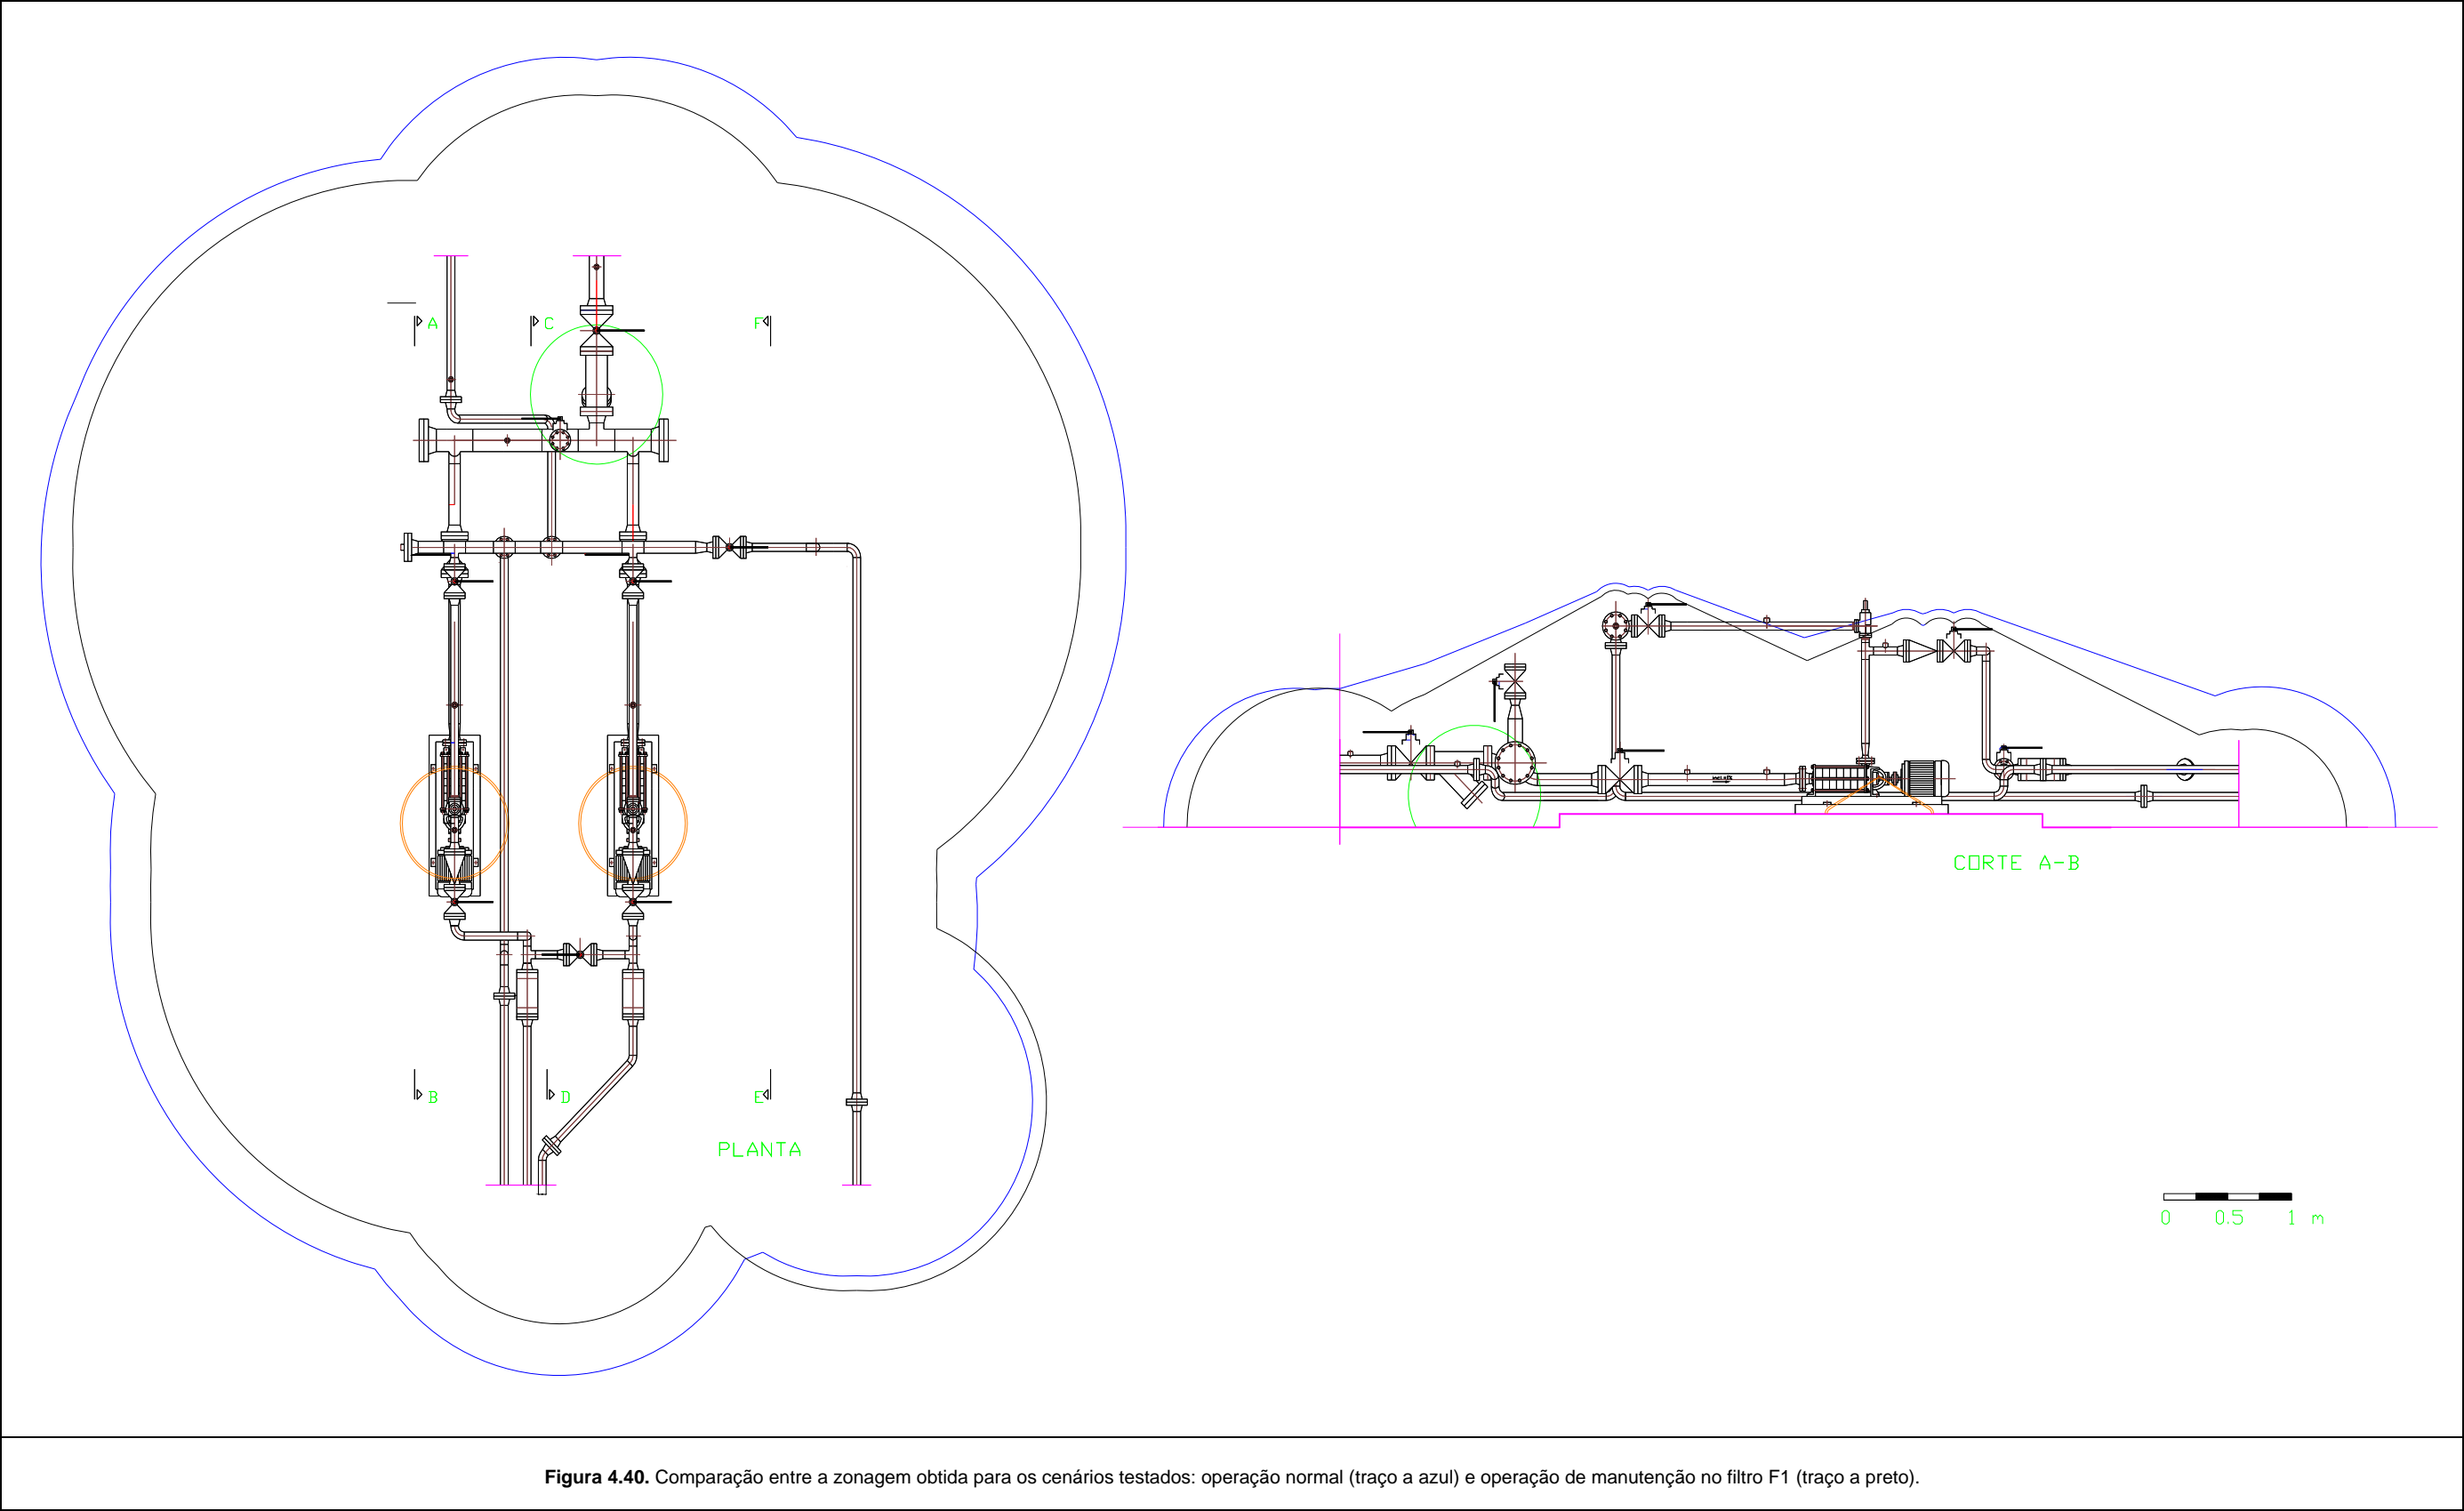 A
C
F
B
D
E
PLANTA
CORTE A-B
0 0.5 1 m
Figura 4.40. Comparação entre a zonagem obtida para os cenários testados: operação normal (traço a azul) e operação de manutenção no filtro F1 (traço a preto).